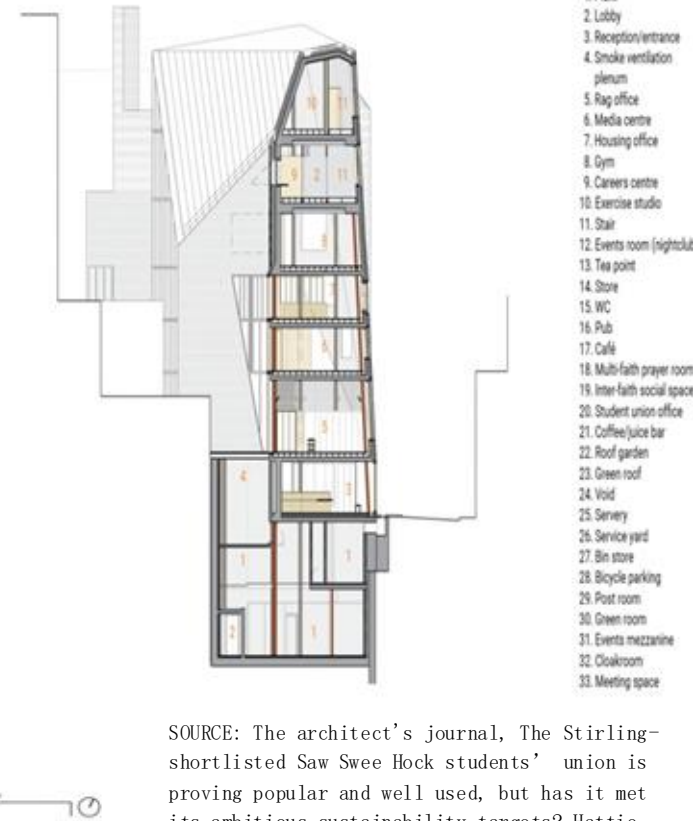 2. Lobby
3. Reception/entrance
4. Smoke ventilation
plenum
5. Rag office
6. Media centre
7. Housing office
8. Gym
9. Careers centre
10. Exercise studio
11. Stair
12. Events room (nightclub
13. Tea point
14. Store
15. WC
16. Pub
17. Café
18. Multi-faith prayer room
19. Inter-faith social space
20. Student union office
21. Coffee/juice bar
22. Roof garden
23. Green roof
24. Void
25. Servery
26. Service yard
27. Bin store
28. Bicycle parking
29. Post room
30. Green room
31. Events mezzanine
32. Cloakroom
33. Meeting space
10 11
9 2 11
8
7
6
5
4 3
1 1
2 1
SOURCE: The architect's journal, The Stirling-
shortlisted Saw Swee Hock students’ union is
proving popular and well used, but has it met
its ambitious sustainability targets? Hattie